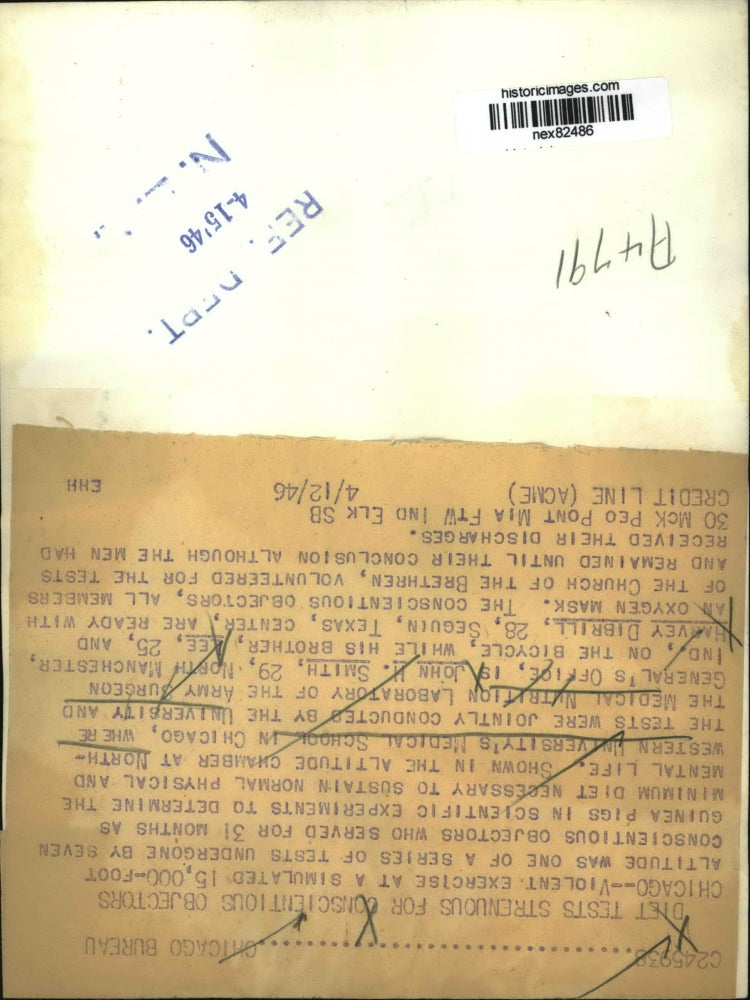 historicimages.com
nex82486
REF. DEPT.
4-15'46
N.
A4791
C245938.....................CHICAGO BUREAU
DIET TESTS STRENUOUS FOR CONSCIENTIOUS OBJECTORS
CHICAGO--VIOLENT EXERCISE AT A SIMULATED 15,000-FOOT
ALTITUDE WAS ONE OF A SERIES OF TESTS UNDERGONE BY SEVEN
CONSCIENTIOUS OBJECTORS WHO SERVED FOR 3½ MONTHS AS
GUINEA PIGS IN SCIENTIFIC EXPERIMENTS TO DETERMINE THE
MINIMUM DIET NECESSARY TO SUSTAIN NORMAL PHYSICAL AND
MENTAL LIFE. SHOWN IN THE ALTITUDE CHAMBER AT NORTH-
WESTERN UNIVERSITY'S MEDICAL SCHOOL IN CHICAGO, WHERE
THE TESTS WERE JOINTLY CONDUCTED BY THE UNIVERSITY AND
THE MEDICAL NUTRITION LABORATORY OF THE ARMY SURGEON
GENERAL'S OFFICE, IS JOHN H. SMITH, 29, NORTH MANCHESTER,
IND., ON THE BICYCLE, WHILE HIS BROTHER, LEE, 25, AND
HARVEY DIBRILL, 28, SEGUIN, TEXAS, CENTER, ARE READY WITH
AN OXYGEN MASK. THE CONSCIENTIOUS OBJECTORS, ALL MEMBERS
OF THE CHURCH OF THE BRETHREN, VOLUNTEERED FOR THE TESTS
AND REMAINED UNTIL THEIR CONCLUSION ALTHOUGH THE MEN HAD
RECEIVED THEIR DISCHARGES.
30 MCK PEO PONT MIA FTW IND ELK SB
CREDIT LINE (ACME) 4/12/46 EHH